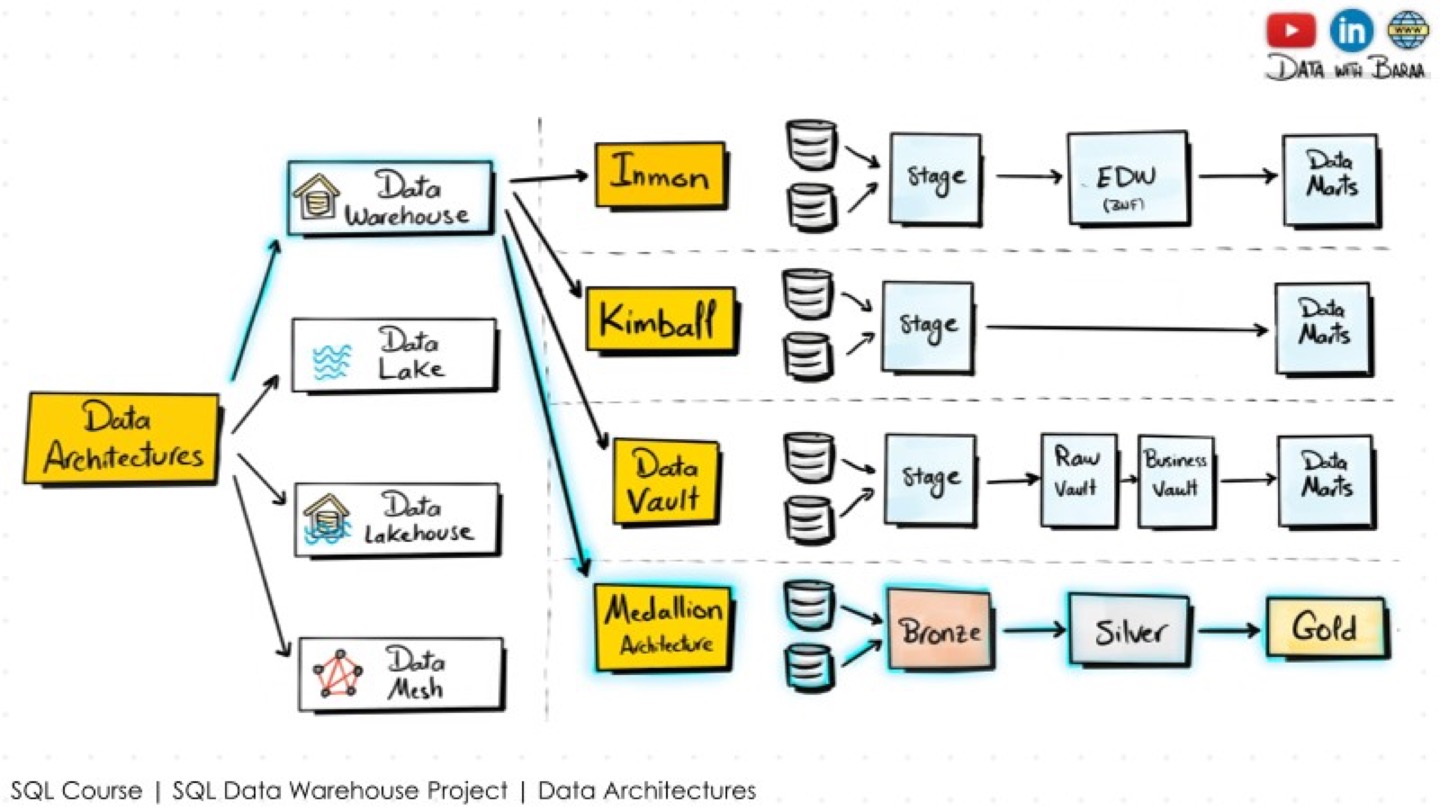 WWW
in
DATA WITH BARAA
Data
Warehouse
Inmon
Stage
EDW
(3NF)
Data
Marts
Data
Lake
Kimball
Stage
Data
Marts
Data
Architectures
Data
Lakehouse
Data
Vault
Stage
Raw
Vault
Business
Vault
Data
Marts
Data
Mesh
Medallion
Architecture
Bronze
Silver
Gold
SQL Course | SQL Data Warehouse Project | Data Architectures